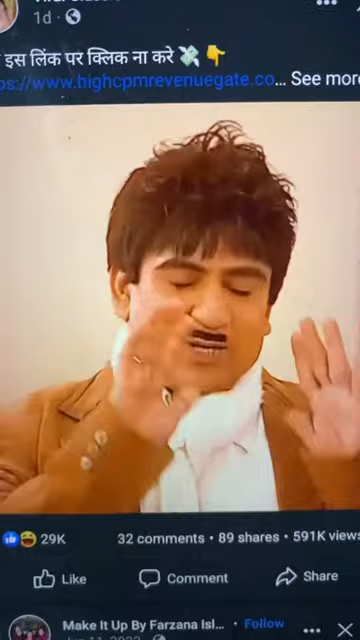 1d ·
इस लिंक पर क्लिक ना करे 💸 👇
ps://www.highcpmrevenuegate.co... See more
29K
32 comments • 89 shares • 591K views
Like
Comment
Share
Make It Up By Farzana Isl... · Follow